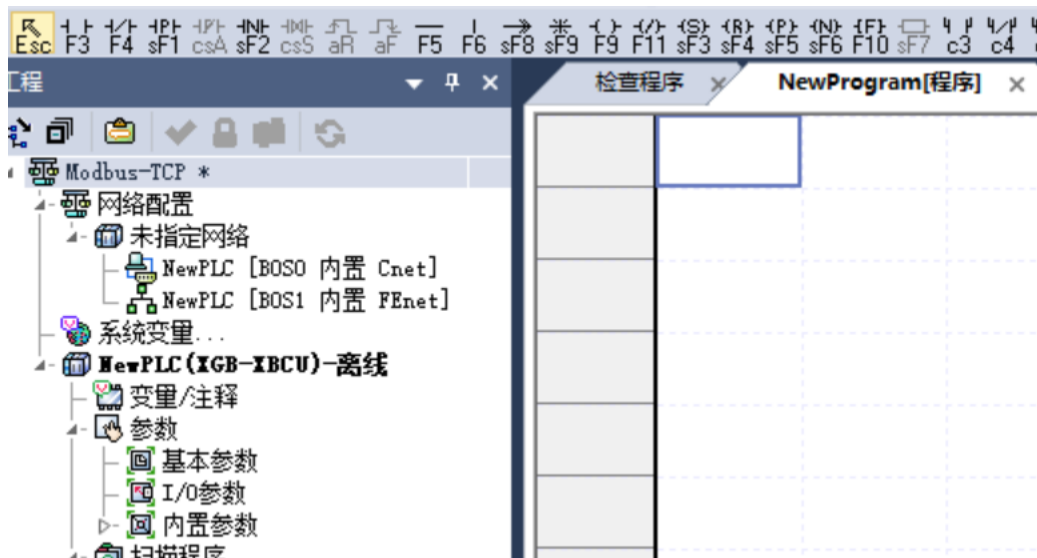 Esc F3 F4 sF1 csA sF2 csS aR aF F5 F6 sF8 sF9 F9 F11 sF3 sF4 sF5 sF6 F10 sF7 c3 c4
工程
检查程序
NewProgram[程序]
Modbus-TCP *
网络配置
未指定网络
NewPLC [B0S0 内置 Cnet]
NewPLC [B0S1 内置 FEnet]
系统变量...
NewPLC(XGB-XBCU)-离线
变量/注释
参数
基本参数
I/O参数
内置参数
扫描程序